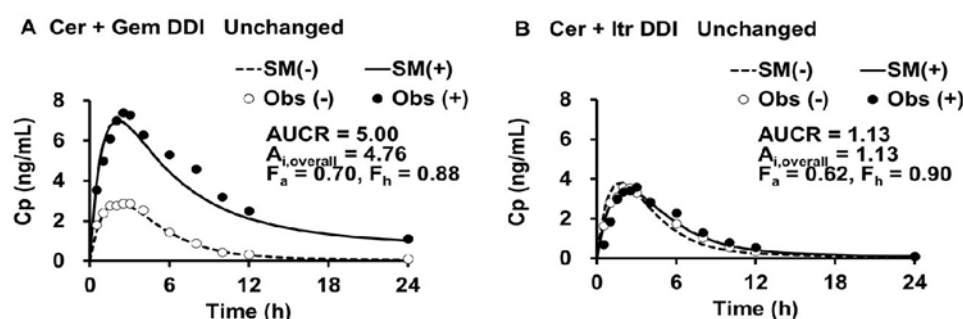 A Cer + Gem DDI Unchanged
SM(-) SM(+)
Obs (-) Obs (+)
AUCR = 5.00
Ai,overall = 4.76
Fa = 0.70, Fh = 0.88
Cp (ng/mL)
8
6
4
2
0
0 6 12 18 24
Time (h)
B Cer + Itr DDI Unchanged
SM(-) SM(+)
Obs (-) Obs (+)
AUCR = 1.13
Ai,overall = 1.13
Fa = 0.62, Fh = 0.90
Cp (ng/mL)
8
6
4
2
0
0 6 12 18 24
Time (h)